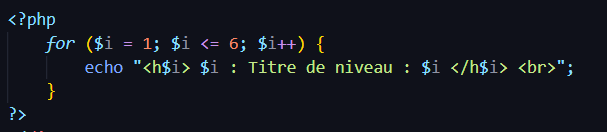 <?php
for ($i = 1; $i <= 6; $i++) {
echo "<h$i> $i : Titre de niveau : $i </h$i> <br>";
}
?>